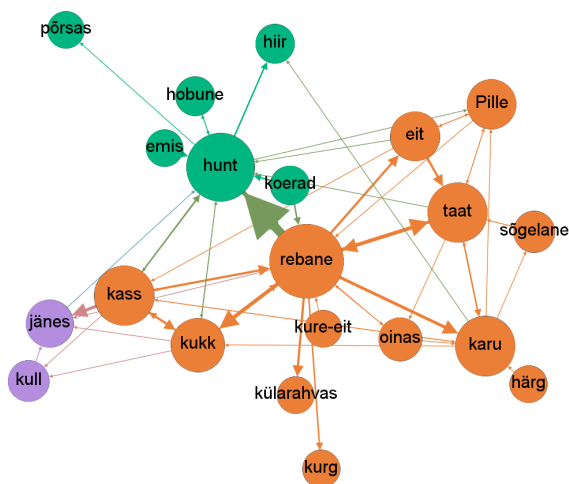 põrsas
hiir
hobune
Pille
eit
emis
hunt
koerad
taat
sõgelane
rebane
kass
jänes
kure-eit
kukk
oinas
karu
kull
külarahvas
härg
kurg